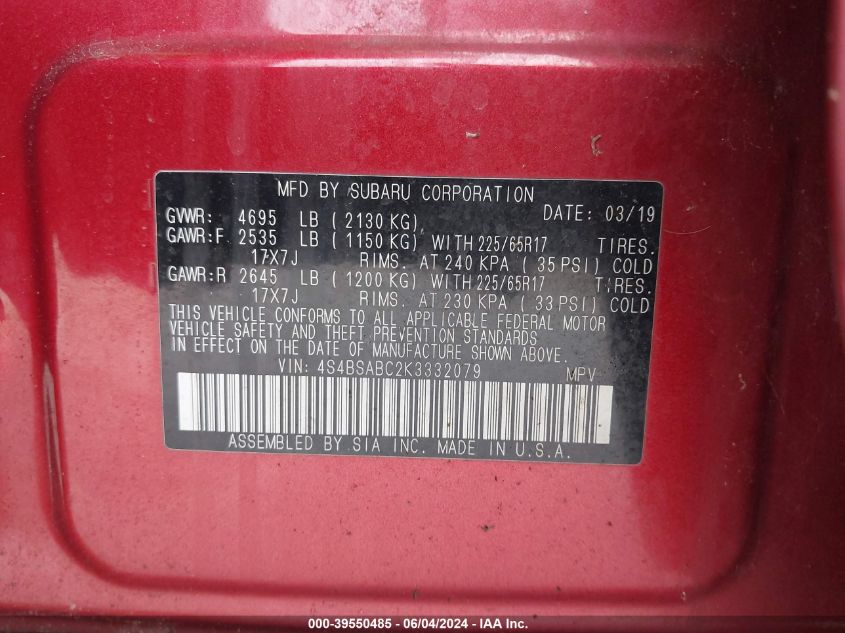 MFD BY SUBARU CORPORATION
DATE: 03/19
GVWR: 4695 LB ( 2130 KG)
GAWR:F 2535 LB ( 1150 KG) WITH 225/65R17 TIRES.
17X7J RIMS. AT 240 KPA ( 35 PSI) COLD
GAWR:R 2645 LB ( 1200 KG) WITH 225/65R17 TIRES.
17X7J RIMS. AT 230 KPA ( 33 PSI) COLD
THIS VEHICLE CONFORMS TO ALL APPLICABLE FEDERAL MOTOR
VEHICLE SAFETY AND THEFT PREVENTION STANDARDS
IN EFFECT ON THE DATE OF MANUFACTURE SHOWN ABOVE.
VIN: 4S4BSABC2K3332079 MPV
ASSEMBLED BY SIA INC. MADE IN U.S.A.
000-39550485 - 06/04/2024 - IAA Inc.